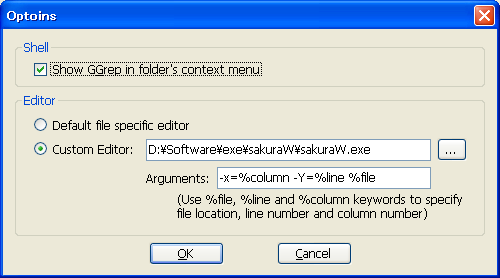 Optoins
Shell
Show GGrep in folder's context menu
Editor
Default file specific editor
Custom Editor: D:¥Software¥exe¥sakuraW¥sakuraW.exe ...
Arguments: -x=%column -Y=%line %file
(Use %file, %line and %column keywords to specify
file location, line number and column number)
OK Cancel